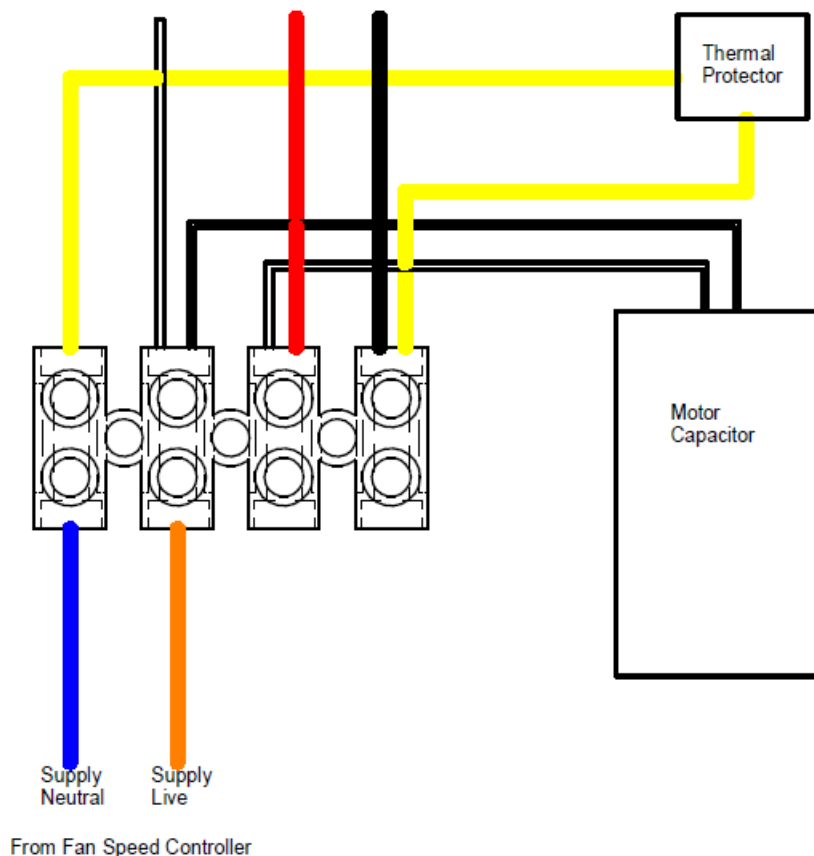 Thermal
Protector
Motor
Capacitor
Supply
Neutral
Supply
Live
From Fan Speed Controller